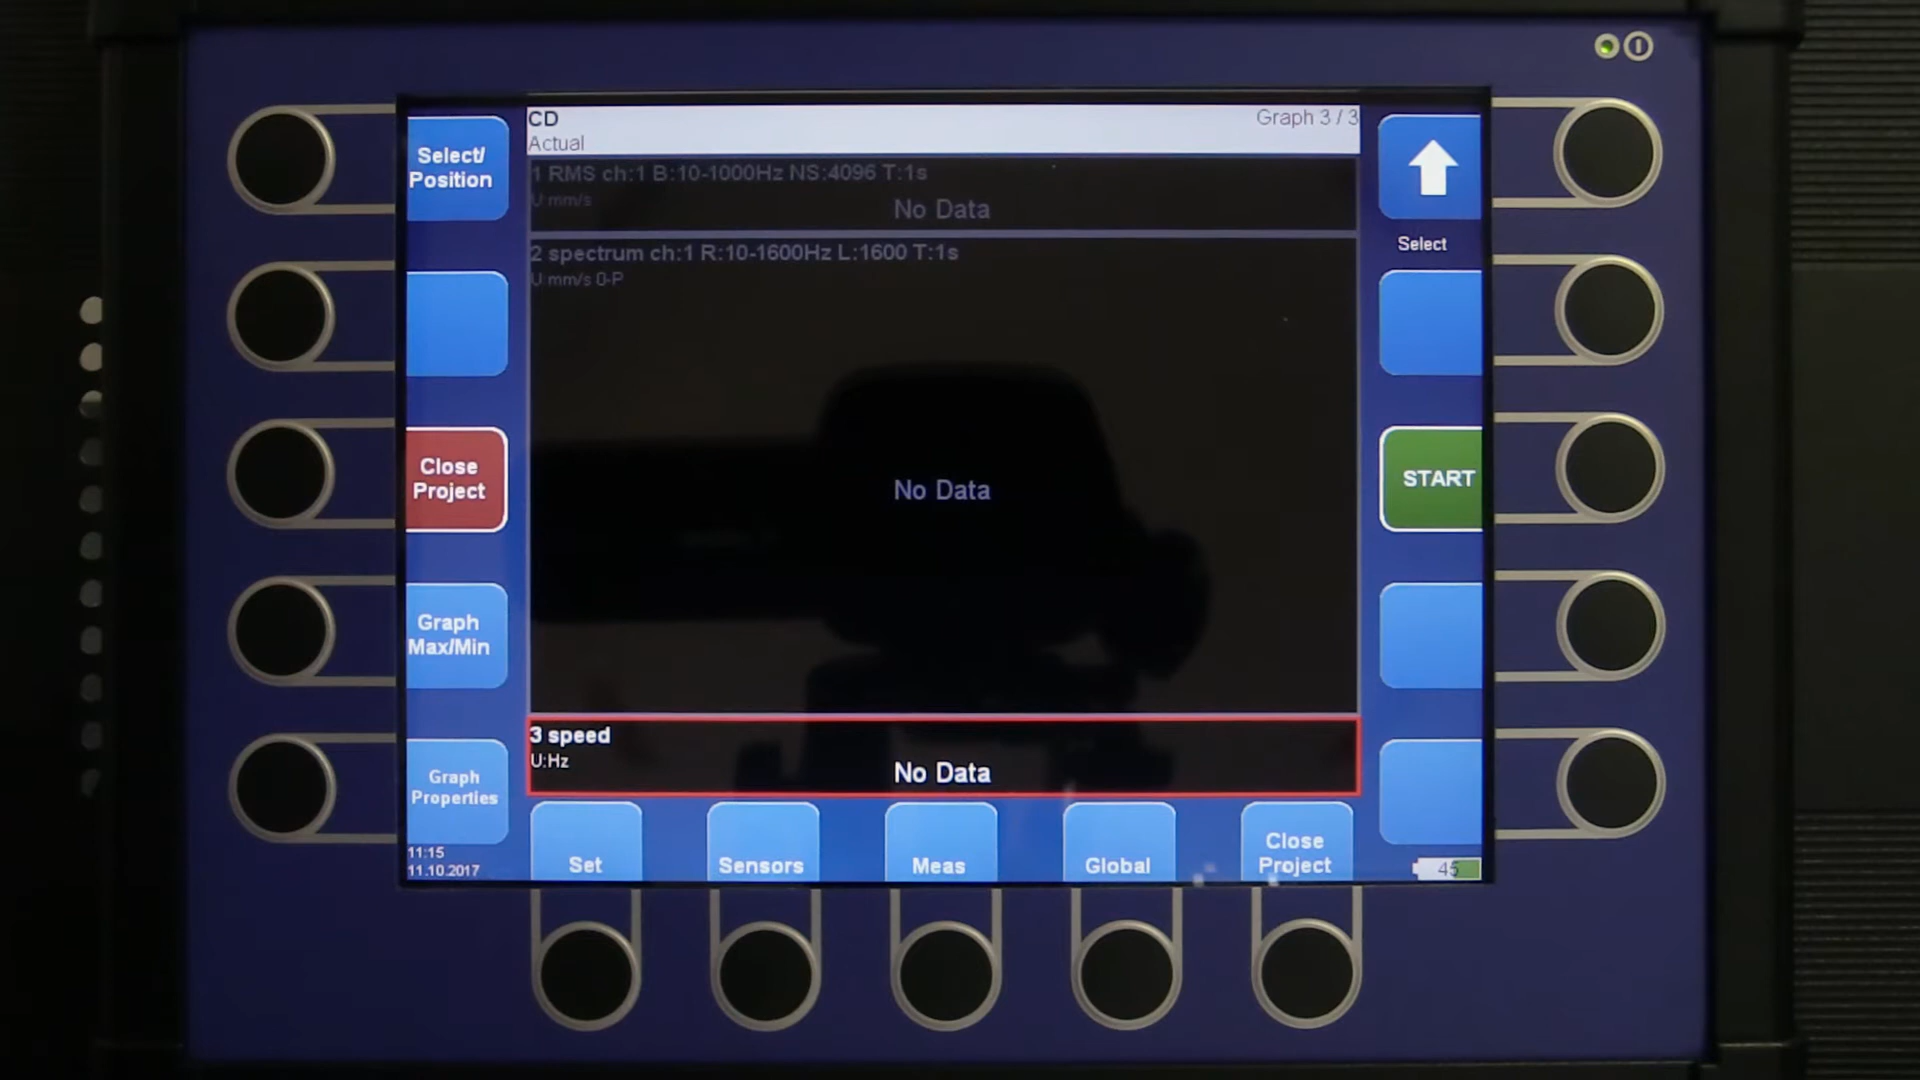 CD
Graph 3 / 3
Actual
Select/
Position
1 RMS ch:1 B:10-1000Hz NS:4096 T:1s
U mm/s
No Data
Select
2 spectrum ch:1 R:10-1600Hz L:1600 T:1s
U mm/s 0-P
No Data
Close
Project
START
Graph
Max/Min
3 speed
U:Hz
No Data
Graph
Properties
11:15
11.10.2017
Set
Sensors
Meas
Global
Close
Project
45